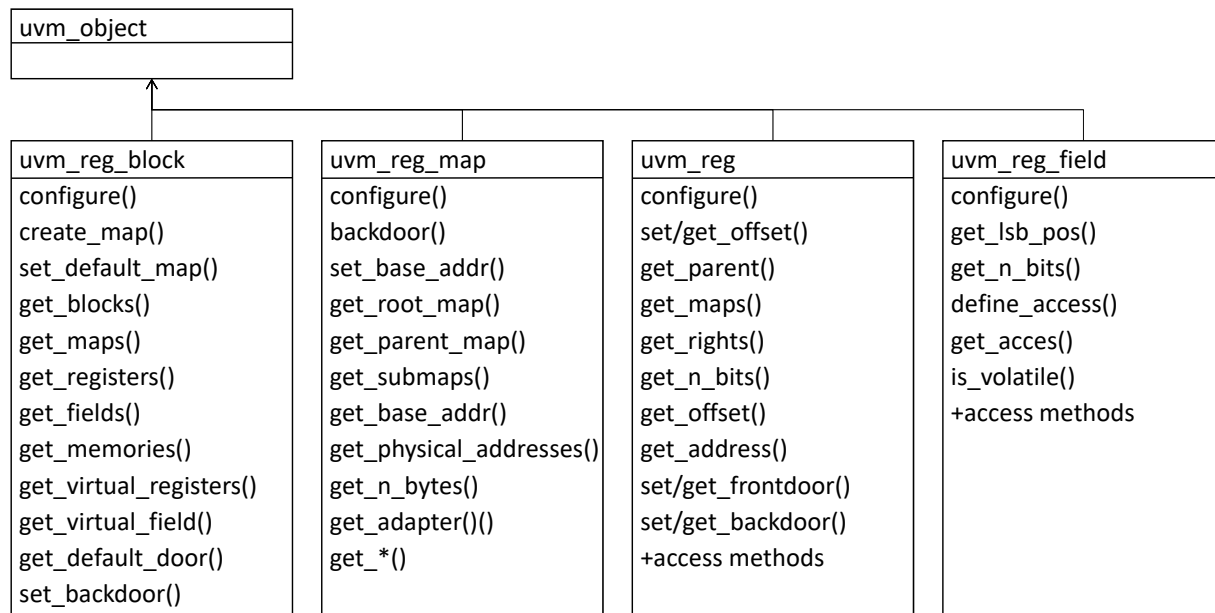 uvm_object
uvm_reg_block
configure()
create_map()
set_default_map()
get_blocks()
get_maps()
get_registers()
get_fields()
get_memories()
get_virtual_registers()
get_virtual_field()
get_default_door()
set_backdoor()
uvm_reg_map
configure()
backdoor()
set_base_addr()
get_root_map()
get_parent_map()
get_submaps()
get_base_addr()
get_physical_addresses()
get_n_bytes()
get_adapter()()
get_*()
uvm_reg
configure()
set/get_offset()
get_parent()
get_maps()
get_rights()
get_n_bits()
get_offset()
get_address()
set/get_frontdoor()
set/get_backdoor()
+access methods
uvm_reg_field
configure()
get_lsb_pos()
get_n_bits()
define_access()
get_acces()
is_volatile()
+access methods